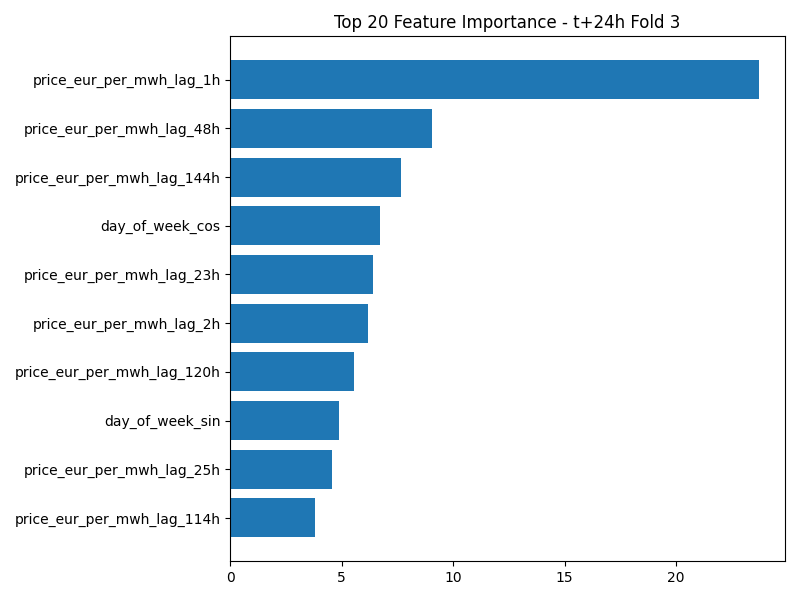 Top 20 Feature Importance - t+24h Fold 3
price_eur_per_mwh_lag_1h
price_eur_per_mwh_lag_48h
price_eur_per_mwh_lag_144h
day_of_week_cos
price_eur_per_mwh_lag_23h
price_eur_per_mwh_lag_2h
price_eur_per_mwh_lag_120h
day_of_week_sin
price_eur_per_mwh_lag_25h
price_eur_per_mwh_lag_114h
0 5 10 15 20